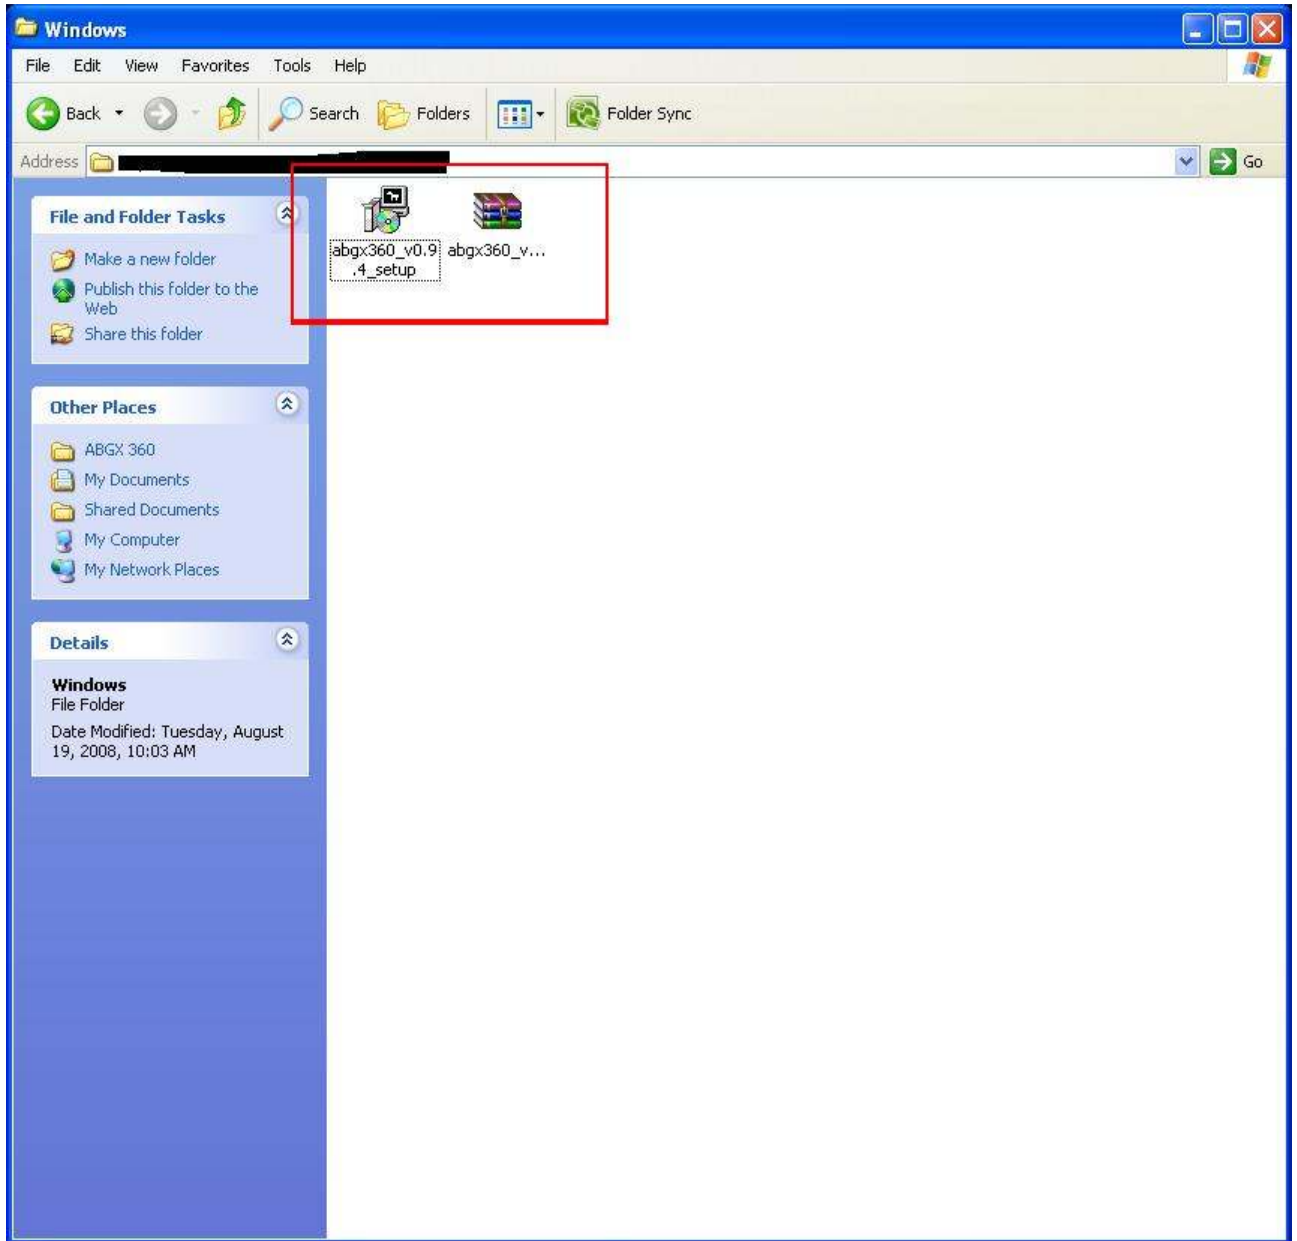 Windows
File Edit View Favorites Tools Help
Back Search Folders Folder Sync
Address Go
File and Folder Tasks
Make a new folder
Publish this folder to the
Web
Share this folder
abgx360_v0.9 abgx360_v...
.4_setup
Other Places
ABGX 360
My Documents
Shared Documents
My Computer
My Network Places
Details
Windows
File Folder
Date Modified: Tuesday, August
19, 2008, 10:03 AM